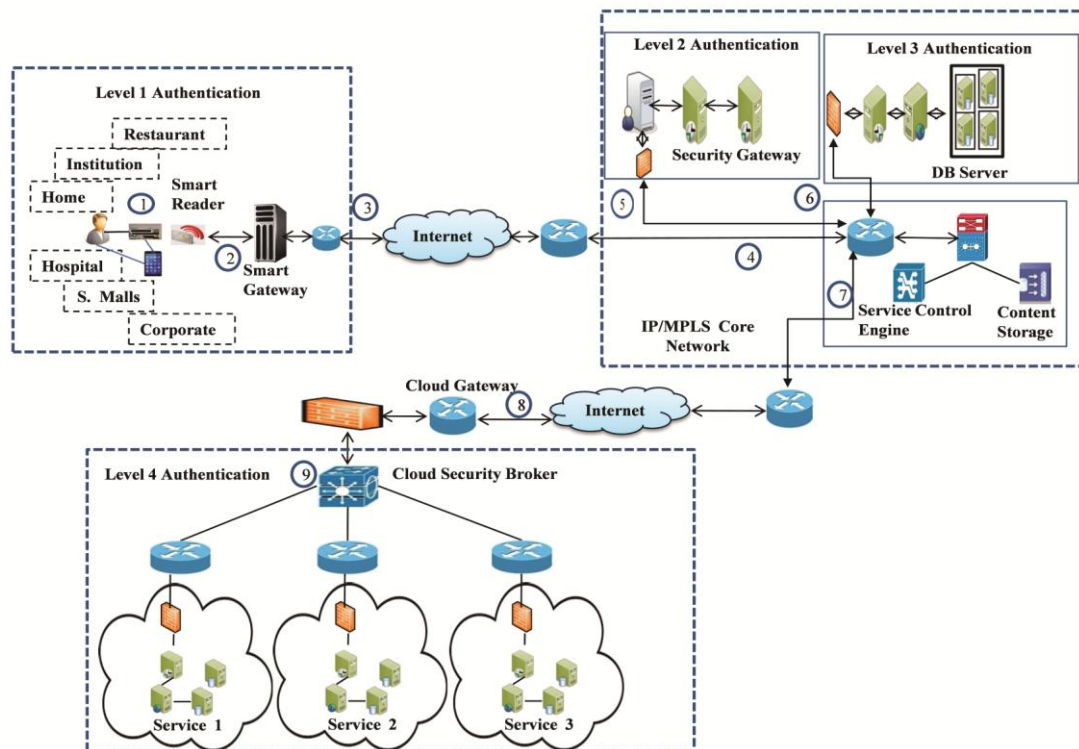 Level 1 Authentication
Restaurant
Institution
Home
1
Smart
Reader
2
Smart
Gateway
Hospital
S. Malls
Corporate
3
Internet
Level 2 Authentication
Security Gateway
5
Level 3 Authentication
DB Server
6
4
7
Service Control
Engine
Content
Storage
IP/MPLS Core
Network
Cloud Gateway
8
Internet
Level 4 Authentication
9
Cloud Security Broker
Service 1
Service 2
Service 3